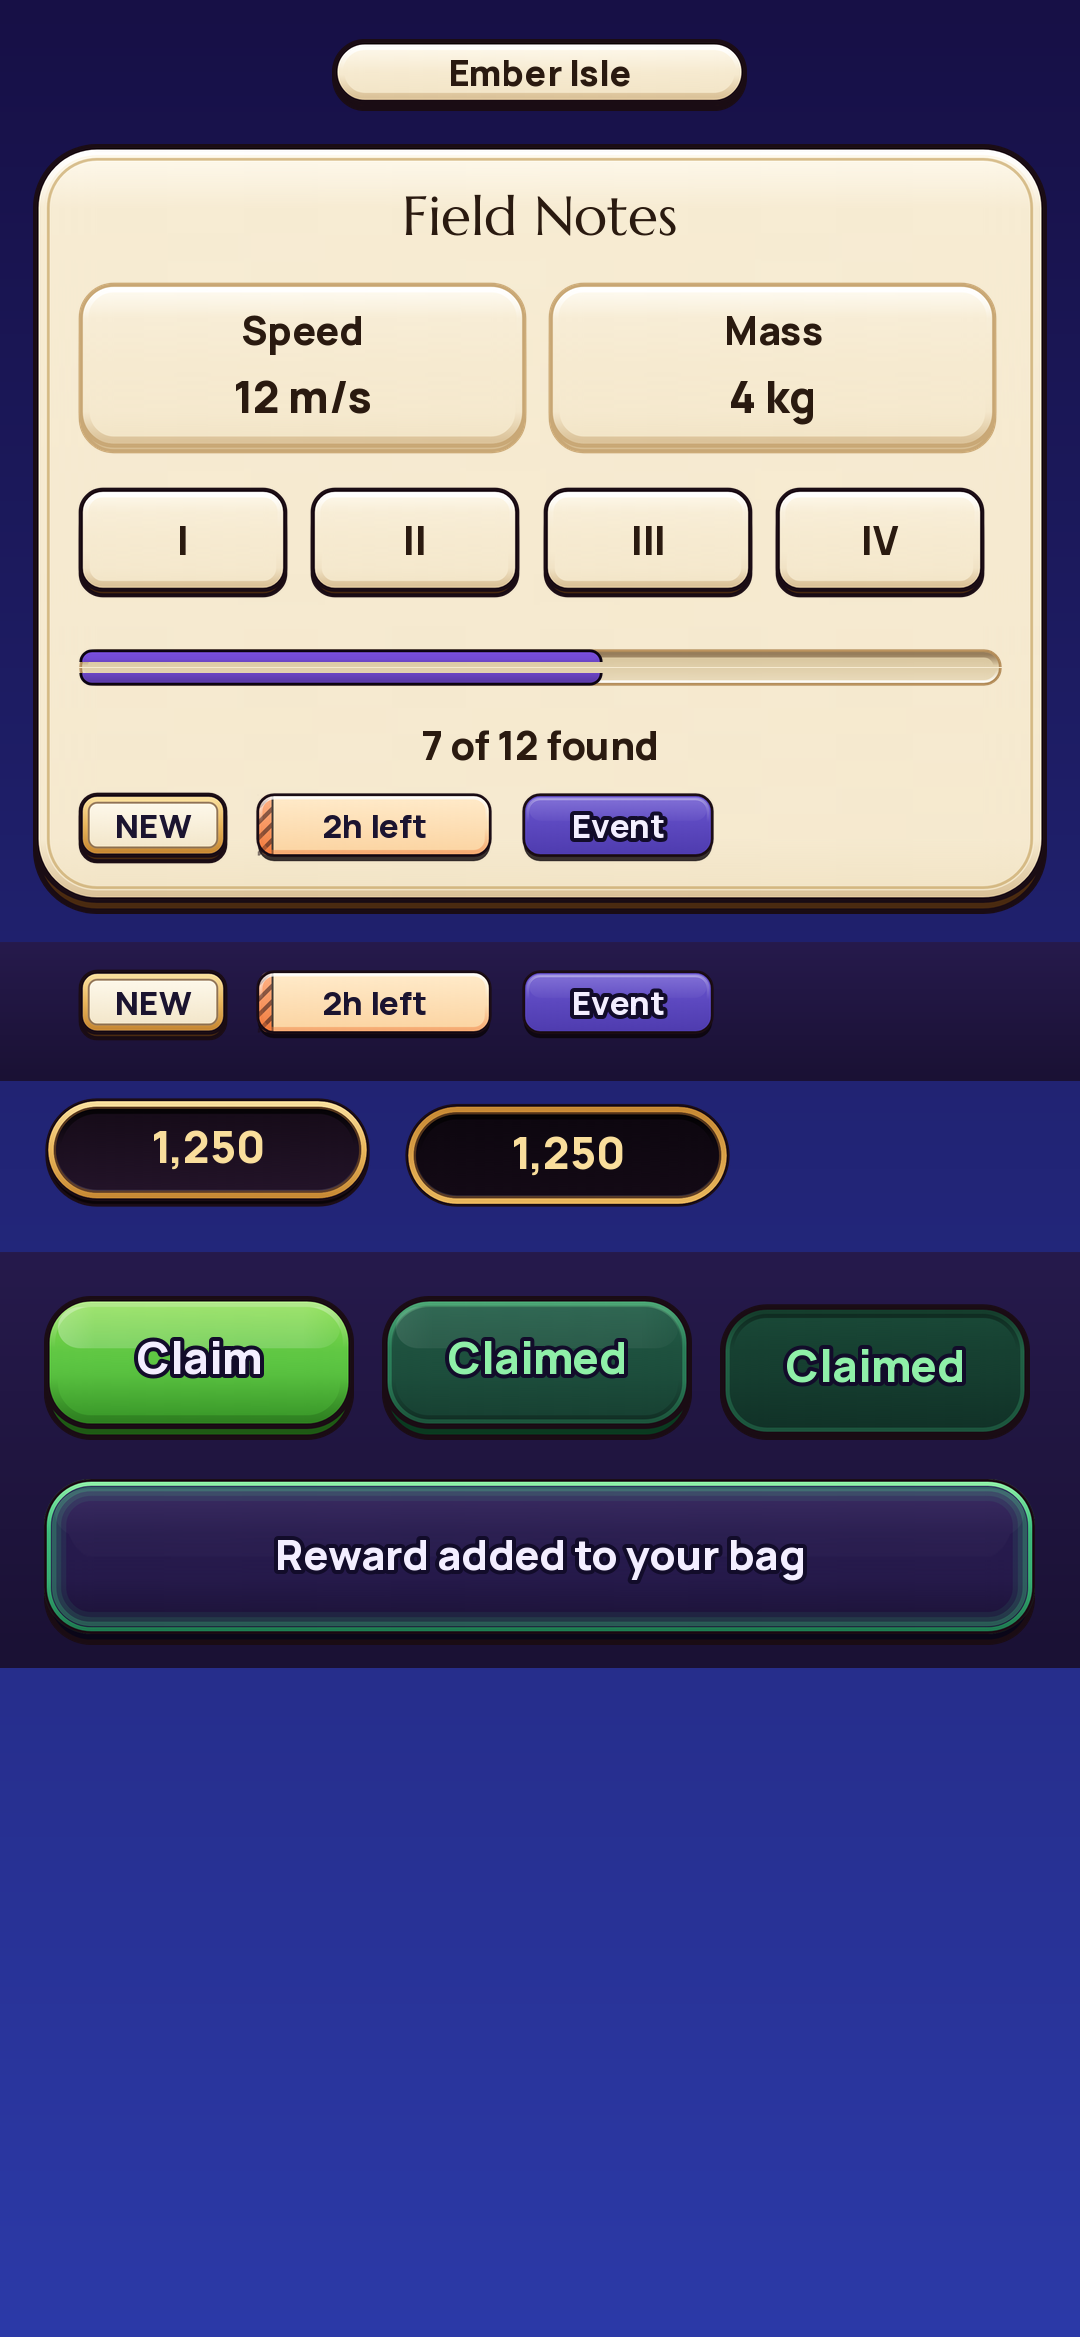 Ember Isle
Field Notes
Speed
12 m/s
Mass
4 kg
I
II
III
IV
7 of 12 found
NEW
2h left
Event
NEW
2h left
Event
1,250
1,250
Claim
Claimed
Claimed
Reward added to your bag